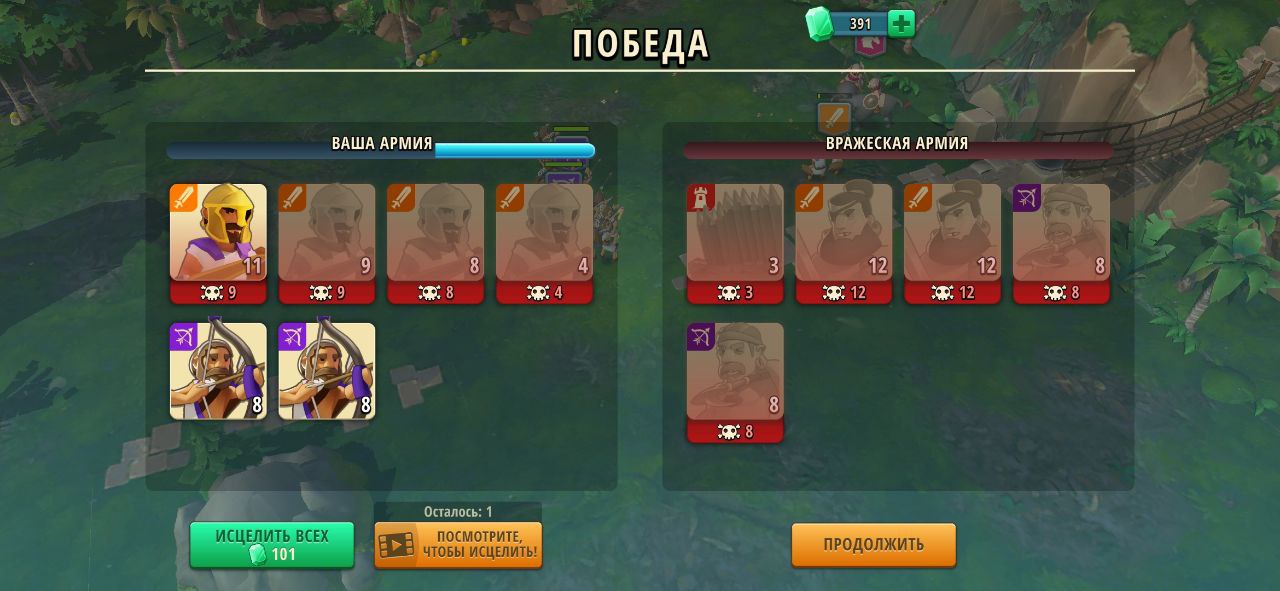 391
ПОБЕДА
ВАША АРМИЯ
ВРАЖЕСКАЯ АРМИЯ
11
9
8
4
9
9
8
4
8
8
3
12
12
8
3
12
12
8
8
8
Осталось: 1
ИСЦЕЛИТЬ ВСЕХ
101
ПОСМОТРИТЕ,
ЧТОБЫ ИСЦЕЛИТЬ!
ПРОДОЛЖИТЬ